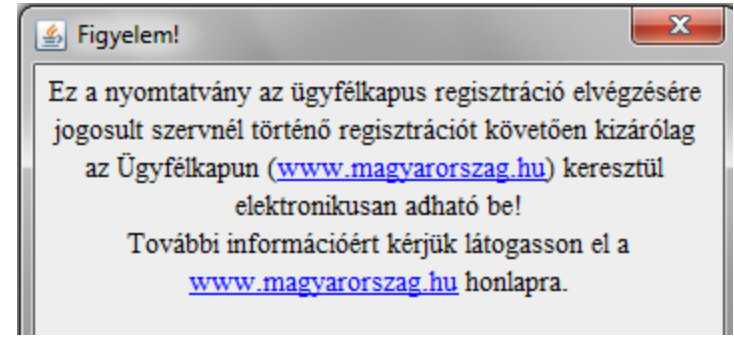 Figyelem!
Ez a nyomtatvány az ügyfélkapus regisztráció elvégzésére
jogosult szervnél történő regisztrációt követően kizárólag
az Ügyfélkapun (www.magyarorszag.hu) keresztül
elektronikusan adható be!
További információért kérjük látogasson el a
www.magyarorszag.hu honlapra.